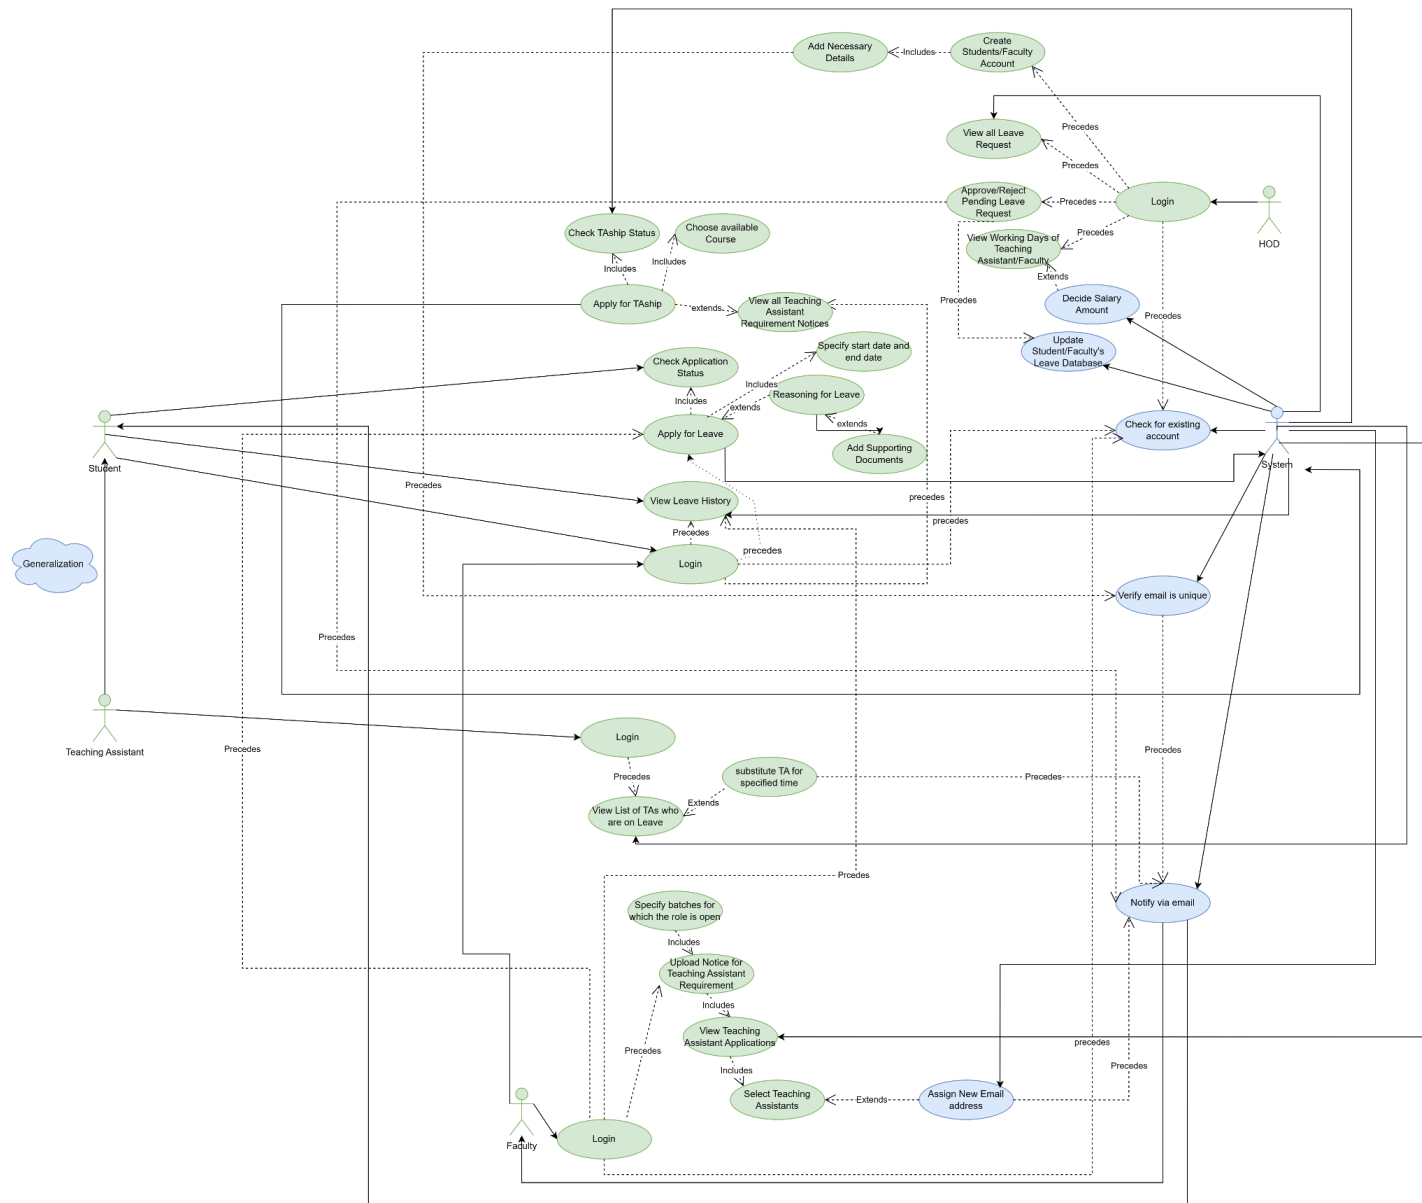 Add Necessary
Details
Includes
Create
Students/Faculty
Account
Precedes
View all Leave
Request
Precedes
Approve/Reject
Pending Leave
Request
Precedes
Login
HOD
Check TAship Status
Choose available
Course
View Working Days of
Teaching
Assistant/Faculty
Precedes
Includes
Includes
Extends
Apply for TAship
extends
View all Teaching
Assistant
Requirement Notices
Precedes
Decide Salary
Amount
Precedes
Specify start date and
end date
Update
Student/Faculty's
Leave Database
Check Application
Status
Includes
Reasoning for Leave
Includes
extends
extends
Apply for Leave
Add Supporting
Documents
Check for existing
account
Student
System
Precedes
View Leave History
precedes
precedes
Precedes
precedes
Generalization
Login
Verify email is unique
Precedes
Teaching Assistant
Login
Precedes
Precedes
Precedes
substitute TA for
specified time
Precedes
Extends
View List of TAs who
are on Leave
Prcedes
Specify batches for
which the role is open
Notify via email
Includes
Upload Notice for
Teaching Assistant
Requirement
Includes
View Teaching
Assistant Applications
precedes
Precedes
Includes
Precedes
Select Teaching
Assistants
Extends
Assign New Email
address
Faculty
Login